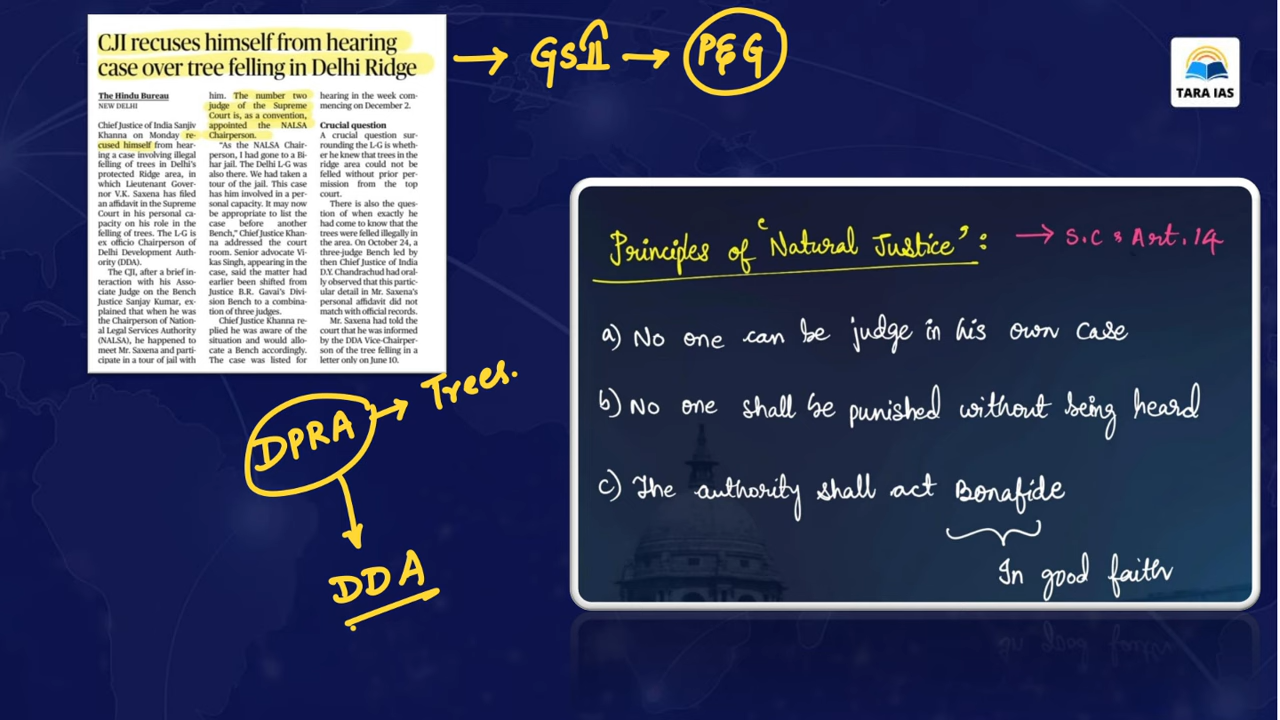 CJI recuses himself from hearing
case over tree felling in Delhi Ridge
The Hindu Bureau
NEW DELHI
Chief Justice of India Sanjiv
Khanna on Monday re-
cused himself from hear-
ing a case involving illegal
felling of trees in Delhi's
protected Ridge area, in
which Lieutenant Gover-
nor V.K. Saxena has filed
an affidavit in the Supreme
Court in his personal ca-
pacity on his role in the
felling of trees. The L-G is
ex officio Chairperson of
Delhi Development Auth-
ority (DDA).
The CJI, after a brief in-
teraction with his Asso-
ciate Judge on the Bench
Justice Sanjay Kumar, ex-
plained that when he was
the Chairperson of Nation-
al Legal Services Authority
(NALSA), he happened to
meet Mr. Saxena and parti-
cipate in a tour of jail with
him. The number two
judge of the Supreme
Court is, as a convention,
appointed the NALSA
Chairperson.
"As the NALSA Chair-
person, I had gone to a Bi-
har jail. The Delhi L-G was
also there. We had taken a
tour of the jail. This case
has him involved in a per-
sonal capacity. It may now
be appropriate to list the
case before another
Bench," Chief Justice Khan-
na addressed the court
room. Senior advocate Vi-
kas Singh, appearing in the
case, said the matter had
earlier been shifted from
Justice B.R. Gavai's Divi-
sion Bench to a combina-
tion of three judges.
Chief Justice Khanna re-
plied he was aware of the
situation and would allo-
cate a Bench accordingly.
The case was listed for
hearing in the week com-
mencing on December 2.
Crucial question
A crucial question sur-
rounding the L-G is wheth-
er he knew that trees in the
ridge area could not be
felled without prior per-
mission from the top
court.
There is also the ques-
tion of when exactly he
had come to know that the
trees were felled illegally in
the area. On October 24, a
three-judge Bench led by
then Chief Justice of India
D.Y. Chandrachud had oral-
ly observed that this partic-
ular detail in Mr. Saxena's
personal affidavit did not
match with official records.
Mr. Saxena had told the
court that he was informed
by the DDA Vice-Chairper-
son of the tree felling in a
letter only on June 10.
→ GSII → P&G
TARA IAS
DPRA → Trees.
DDA
Principles of 'Natural Justice' : → S.C : Art. 14
a) No one can be judge in his own case
b) No one shall be punished without being heard
c) The authority shall act Bonafide
In good faith